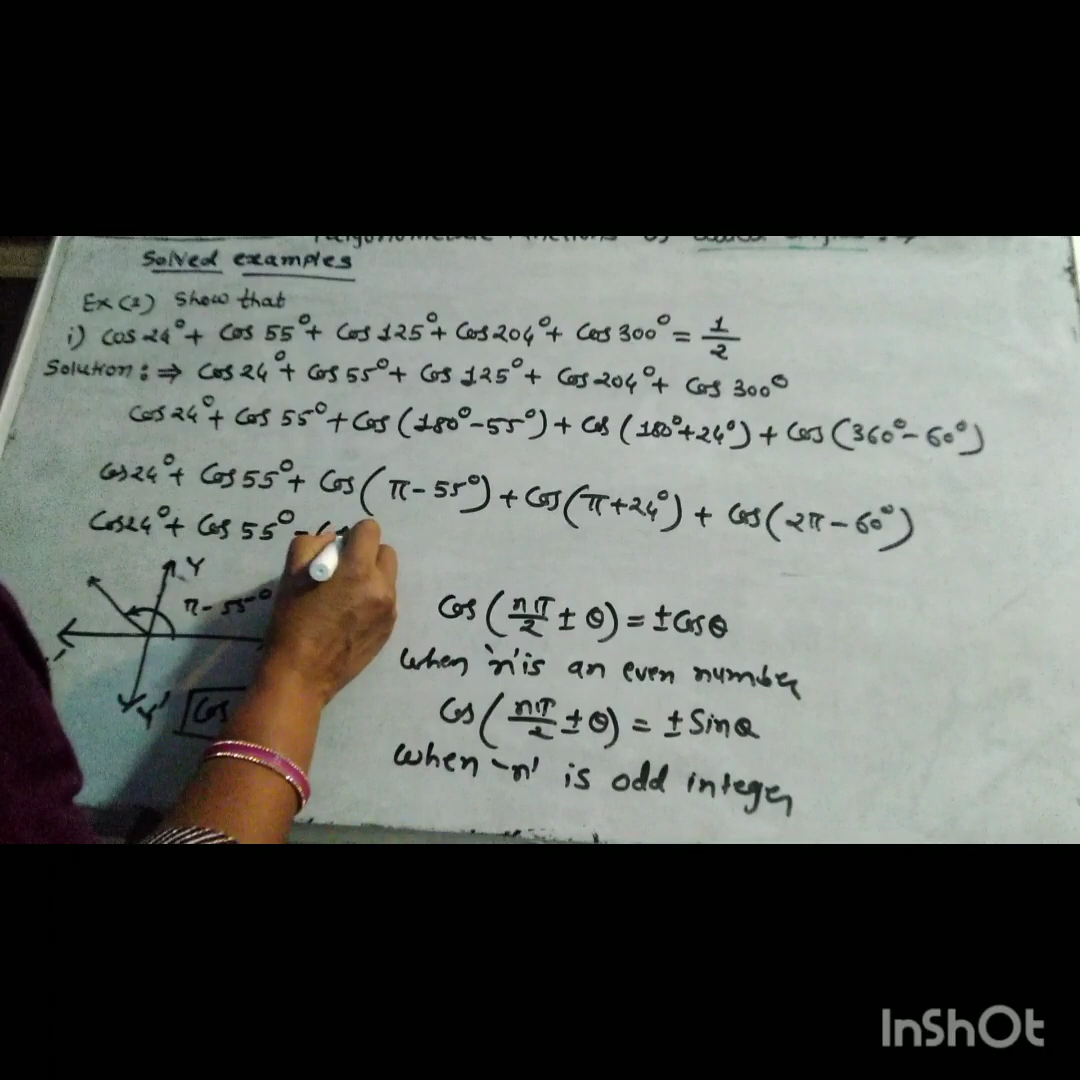 Solved examples
Ex (2) Show that
i) cos 24° + cos 55° + cos 125° + cos 204° + cos 300° = 1/2
Solution : ⇒ cos 24° + cos 55° + cos 125° + cos 204° + cos 300°
cos 24° + cos 55° + cos (180° - 55°) + cos (180° + 24°) + cos (360° - 60°)
cos 24° + cos 55° + cos (π - 55°) + cos (π + 24°) + cos (2π - 60°)
cos 24° + cos 55° -
Y
π - 55°
Y'
cos
cos (nπ/2 ± θ) = ± cos θ
when 'n' is an even number
cos (nπ/2 ± θ) = ± sin θ
when 'n' is odd integer
InShOt